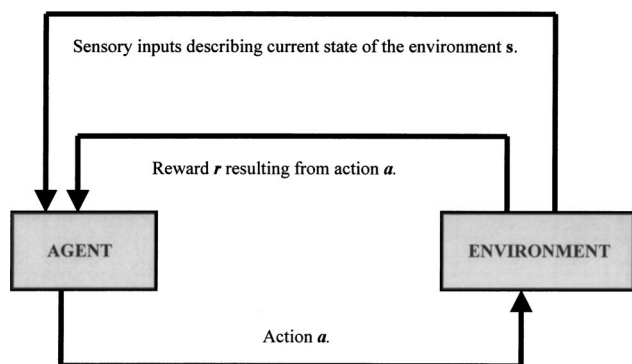 Sensory inputs describing current state of the environment s.
Reward r resulting from action a.
AGENT
ENVIRONMENT
Action a.